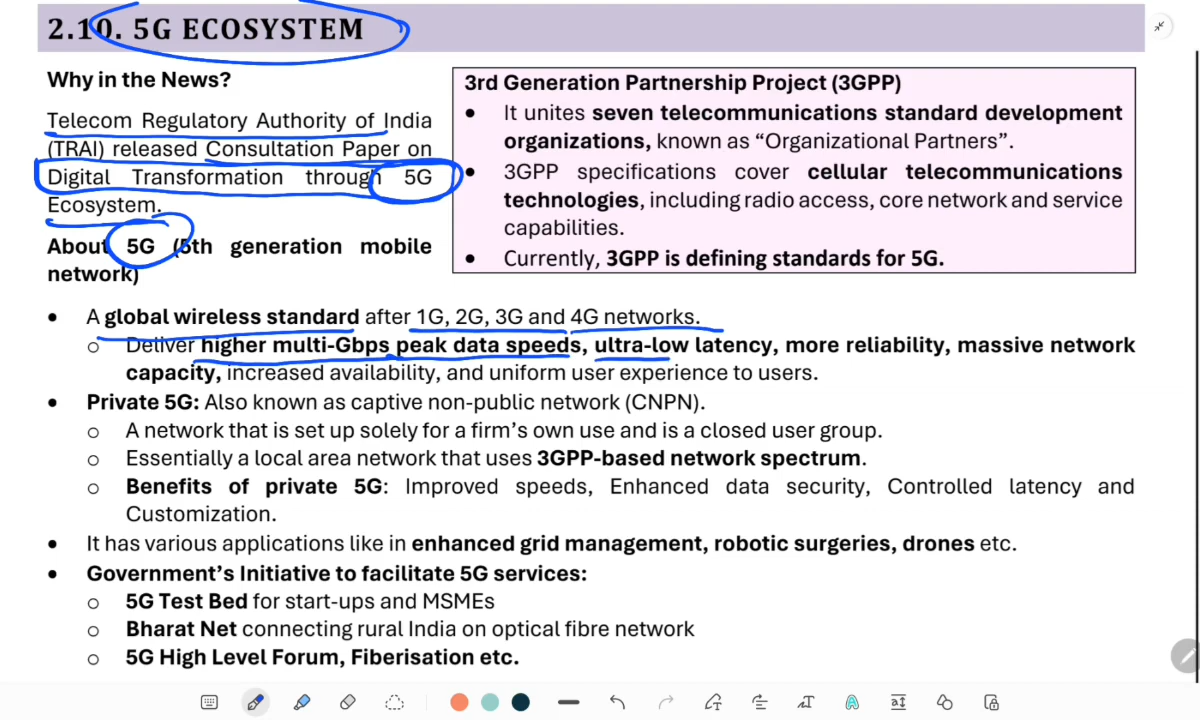 2.10. 5G ECOSYSTEM
Why in the News?
Telecom Regulatory Authority of India
(TRAI) released Consultation Paper on
Digital Transformation through 5G
Ecosystem.
About 5G (5th generation mobile
network)
3rd Generation Partnership Project (3GPP)
• It unites seven telecommunications standard development
organizations, known as “Organizational Partners”.
• 3GPP specifications cover cellular telecommunications
technologies, including radio access, core network and service
capabilities.
• Currently, 3GPP is defining standards for 5G.
• A global wireless standard after 1G, 2G, 3G and 4G networks.
o Deliver higher multi-Gbps peak data speeds, ultra-low latency, more reliability, massive network
capacity, increased availability, and uniform user experience to users.
• Private 5G: Also known as captive non-public network (CNPN).
o A network that is set up solely for a firm’s own use and is a closed user group.
o Essentially a local area network that uses 3GPP-based network spectrum.
o Benefits of private 5G: Improved speeds, Enhanced data security, Controlled latency and
Customization.
• It has various applications like in enhanced grid management, robotic surgeries, drones etc.
• Government’s Initiative to facilitate 5G services:
o 5G Test Bed for start-ups and MSMEs
o Bharat Net connecting rural India on optical fibre network
o 5G High Level Forum, Fiberisation etc.